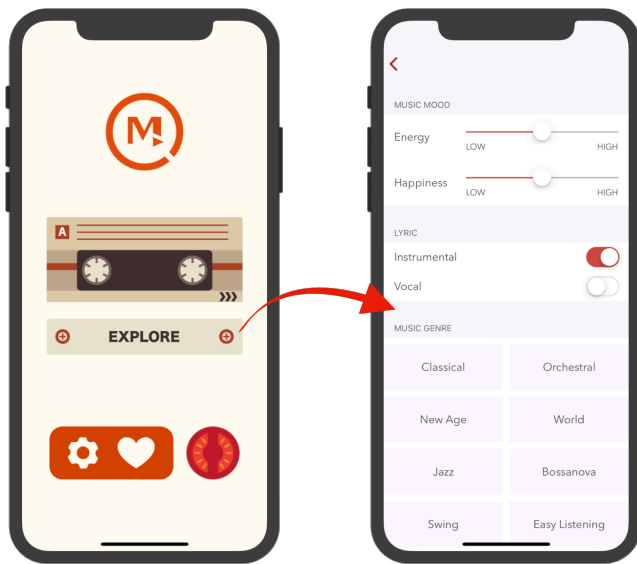 M
A
EXPLORE
MUSIC MOOD
Energy
LOW
HIGH
Happiness
LOW
HIGH
LYRIC
Instrumental
Vocal
MUSIC GENRE
Classical
Orchestral
New Age
World
Jazz
Bossanova
Swing
Easy Listening